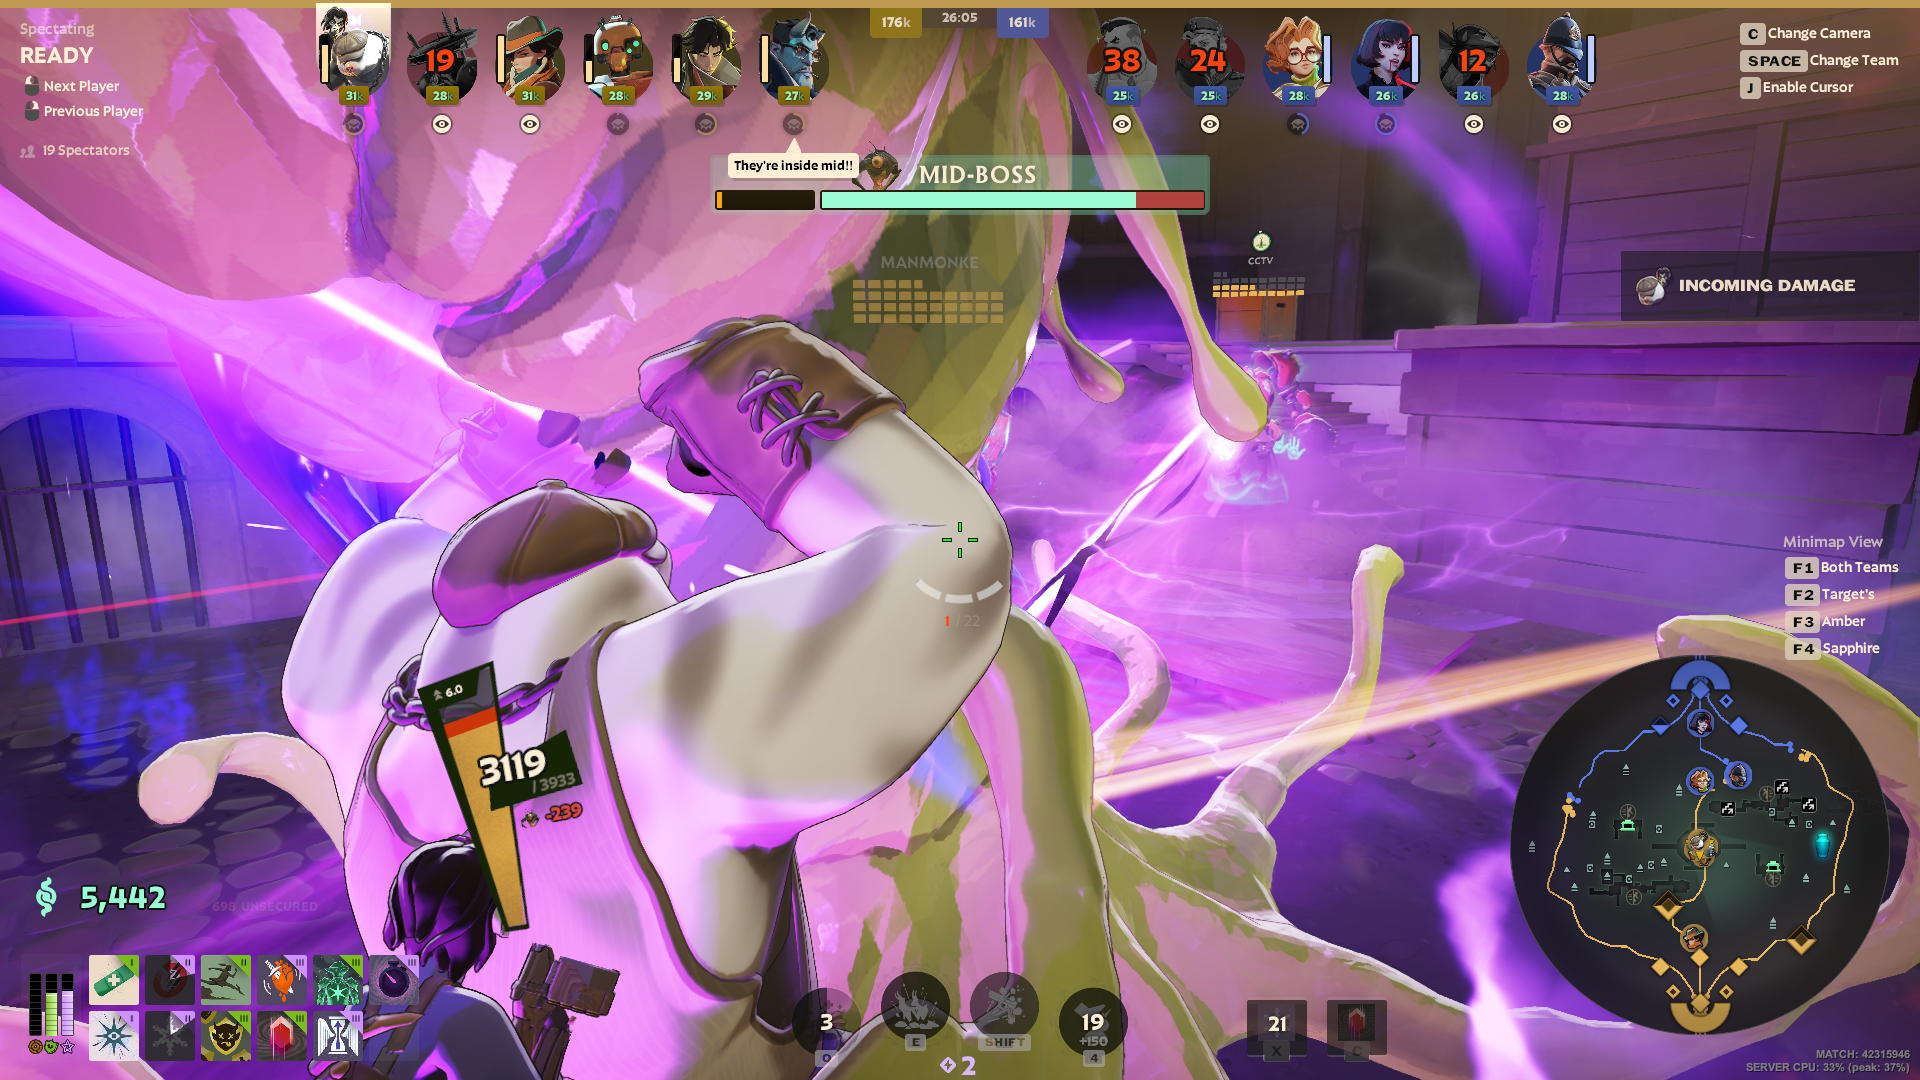 Spectating
READY
Next Player
Previous Player
19 Spectators
176k
26:05
161k
19
38
24
12
31k
28k
31k
28k
29k
27k
25k
25k
28k
26k
26k
28k
C Change Camera
SPACE Change Team
J Enable Cursor
They're inside mid!!
MID-BOSS
MANMONKE
CCTV
INCOMING DAMAGE
1 / 22
Minimap View
F1 Both Teams
F2 Target's
F3 Amber
F4 Sapphire
6.0
3119
/ 3933
-239
5,442
698 UNSECURED
3
Q
E
SHIFT
19
+150
4
2
21
X
C
MATCH: 42315946
SERVER CPU: 33% (peak: 37%)